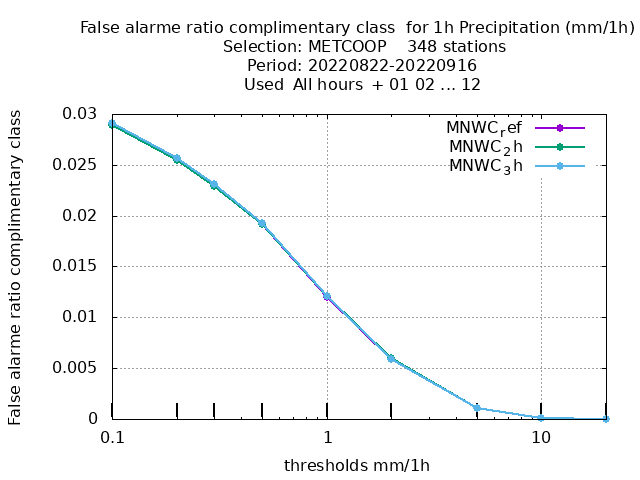 False alarme ratio complimentary class  for 1h Precipitation (mm/1h)
Selection: METCOOP    348 stations
Period: 20220822-20220916
Used  All hours  + 01 02 ... 12
False alarme ratio complimentary class
0.03
0.025
0.02
0.015
0.01
0.005
0
MNWC_ref
MNWC_2h
MNWC_3h
0.1 1 10
thresholds mm/1h